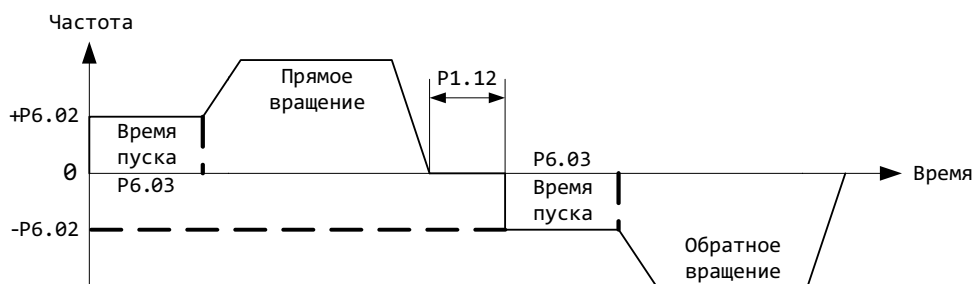 Частота
Прямое
вращение
P1.12
+P6.02
Время
пуска
P6.03
0
P6.03
Время
Время
пуска
-P6.02
Обратное
вращение